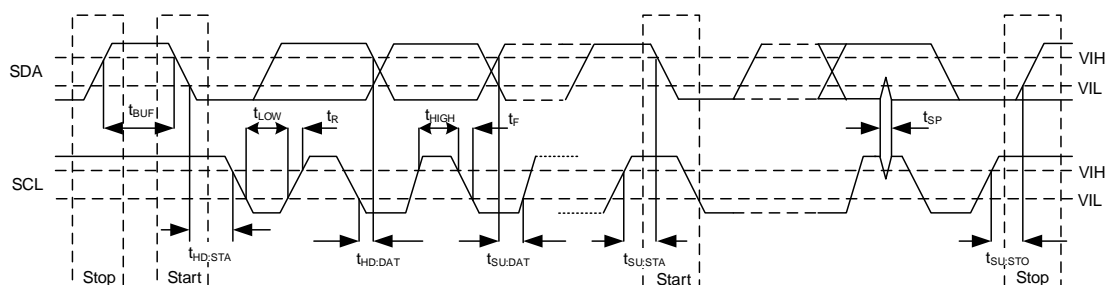 SDA
VIH
VIL
tBUF
tLOW
tR
tHIGH
tF
tSP
SCL
VIH
VIL
tHD:STA
tHD:DAT
tSU:DAT
tSU:STA
tSU:STO
Stop
Start
Start
Stop